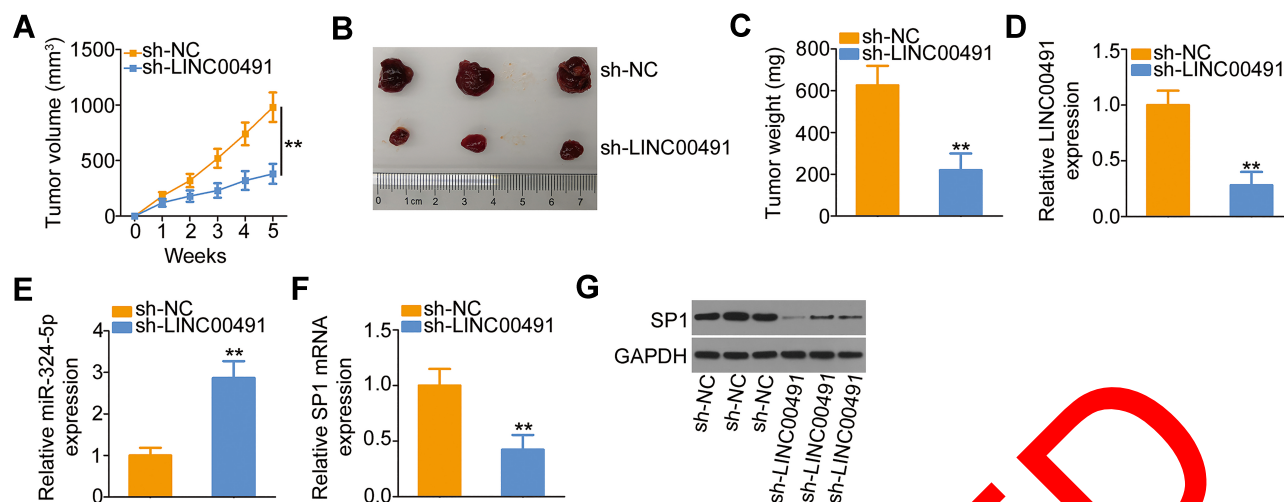 A
Tumor volume (mm³)
1500
1000
500
0
sh-NC
sh-LINC00491
**
0 1 2 3 4 5
Weeks
B
sh-NC
sh-LINC00491
0 1cm 2 3 4 5 6 7
C
Tumor weight (mg)
800
600
400
200
0
sh-NC
sh-LINC00491
**
D
Relative LINC00491
expression
1.5
1.0
0.5
0.0
sh-NC
sh-LINC00491
**
E
Relative miR-324-5p
expression
4
3
2
1
0
sh-NC
sh-LINC00491
**
F
Relative SP1 mRNA
expression
1.5
1.0
0.5
0.0
sh-NC
sh-LINC00491
**
G
SP1
GAPDH
sh-NC
sh-NC
sh-NC
sh-LINC00491
sh-LINC00491
sh-LINC00491